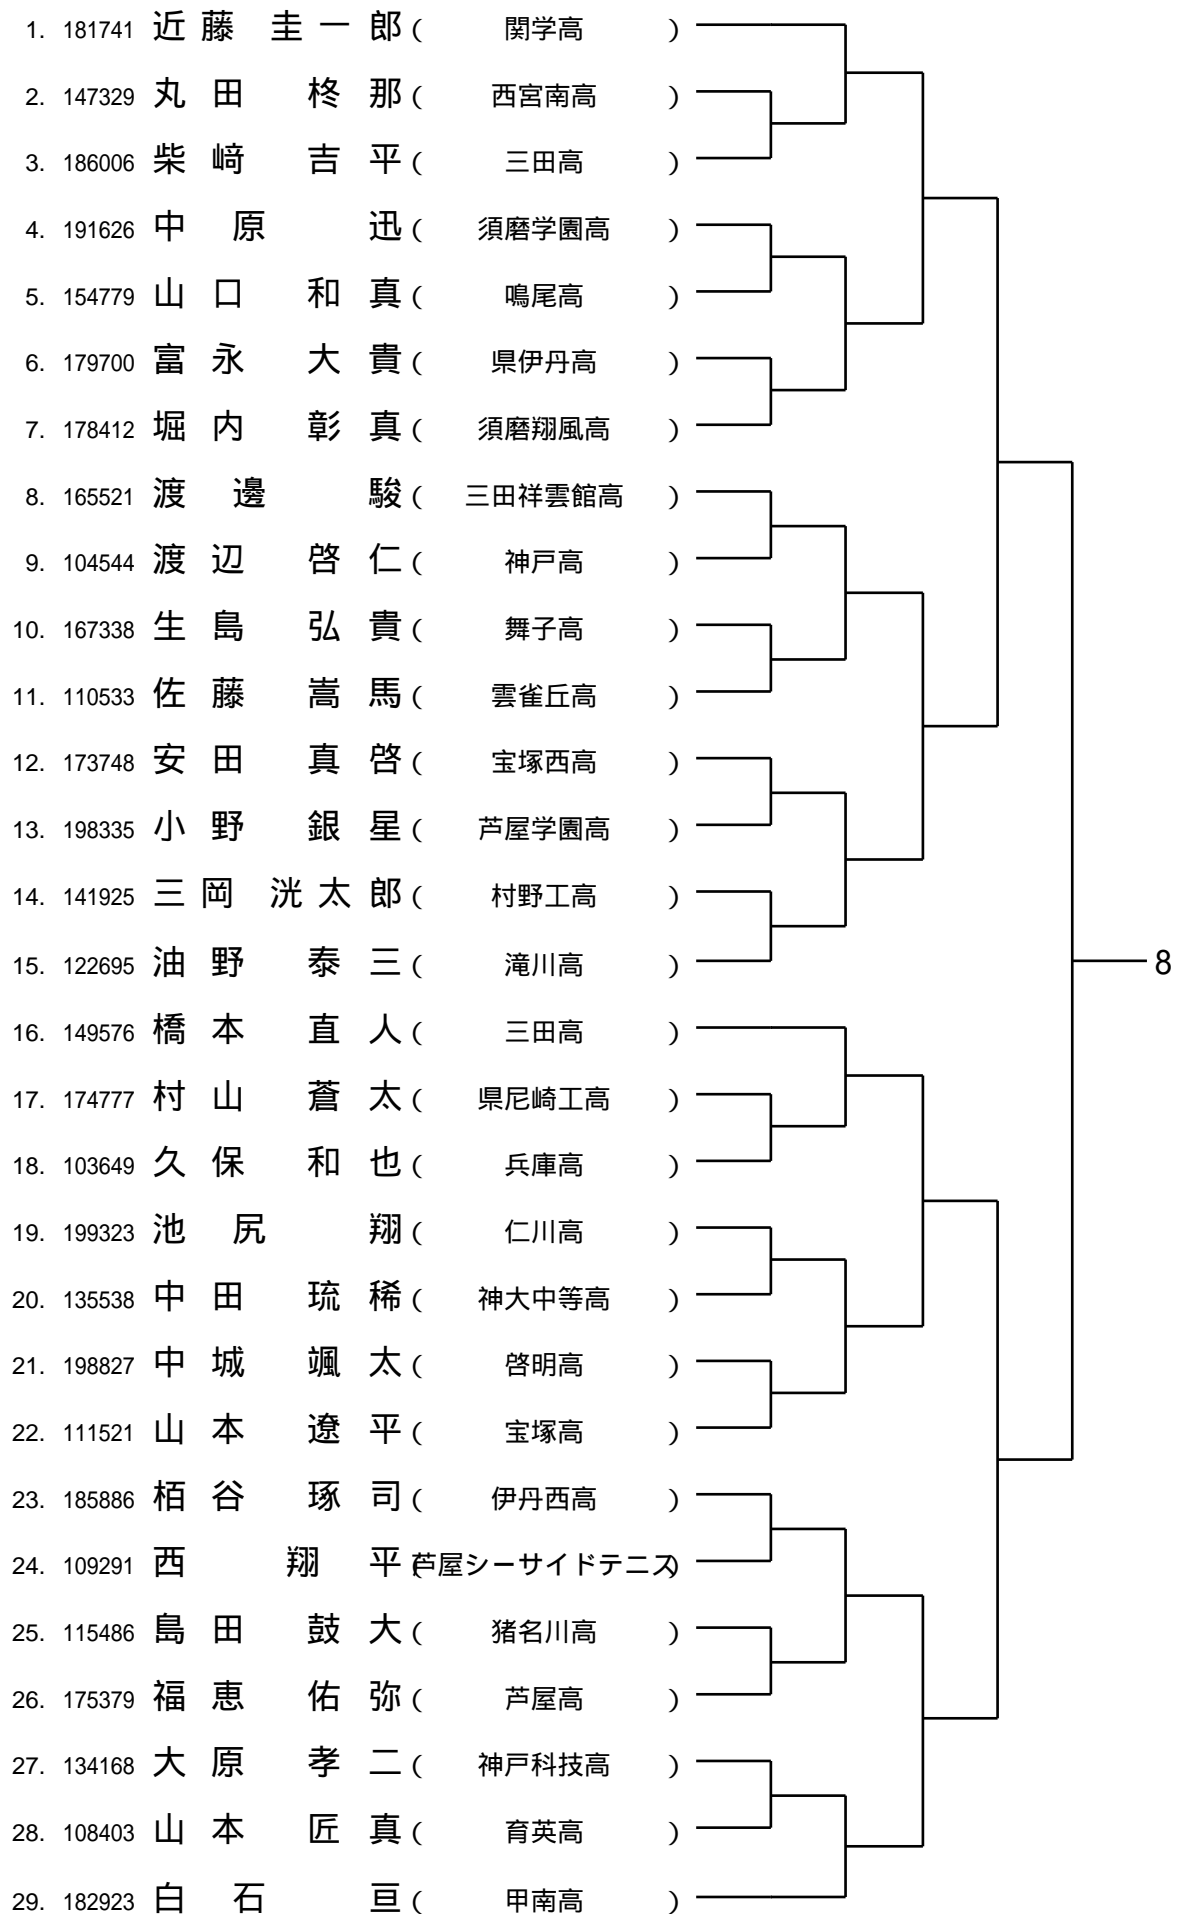 1. 181741 近藤 圭一郎 ( 関学高 )
2. 147329 丸田 柊那 ( 西宮南高 )
3. 186006 柴﨑 吉平 ( 三田高 )
4. 191626 中原 迅 ( 須磨学園高 )
5. 154779 山口 和真 ( 鳴尾高 )
6. 179700 富永 大貴 ( 県伊丹高 )
7. 178412 堀内 彰真 ( 須磨翔風高 )
8. 165521 渡邊 駿 ( 三田祥雲館高 )
9. 104544 渡辺 啓仁 ( 神戸高 )
10. 167338 生島 弘貴 ( 舞子高 )
11. 110533 佐藤 嵩馬 ( 雲雀丘高 )
12. 173748 安田 真啓 ( 宝塚西高 )
13. 198335 小野 銀星 ( 芦屋学園高 )
14. 141925 三岡 洸太郎 ( 村野工高 )
15. 122695 油野 泰三 ( 滝川高 ) 8
16. 149576 橋本 直人 ( 三田高 )
17. 174777 村山 蒼太 ( 県尼崎工高 )
18. 103649 久保 和也 ( 兵庫高 )
19. 199323 池尻 翔 ( 仁川高 )
20. 135538 中田 琉稀 ( 神大中等高 )
21. 198827 中城 颯太 ( 啓明高 )
22. 111521 山本 遼平 ( 宝塚高 )
23. 185886 栢谷 琢司 ( 伊丹西高 )
24. 109291 西 翔平 ( 芦屋シーサイドテニス )
25. 115486 島田 鼓大 ( 猪名川高 )
26. 175379 福恵 佑弥 ( 芦屋高 )
27. 134168 大原 孝二 ( 神戸科技高 )
28. 108403 山本 匠真 ( 育英高 )
29. 182923 白石 亘 ( 甲南高 )